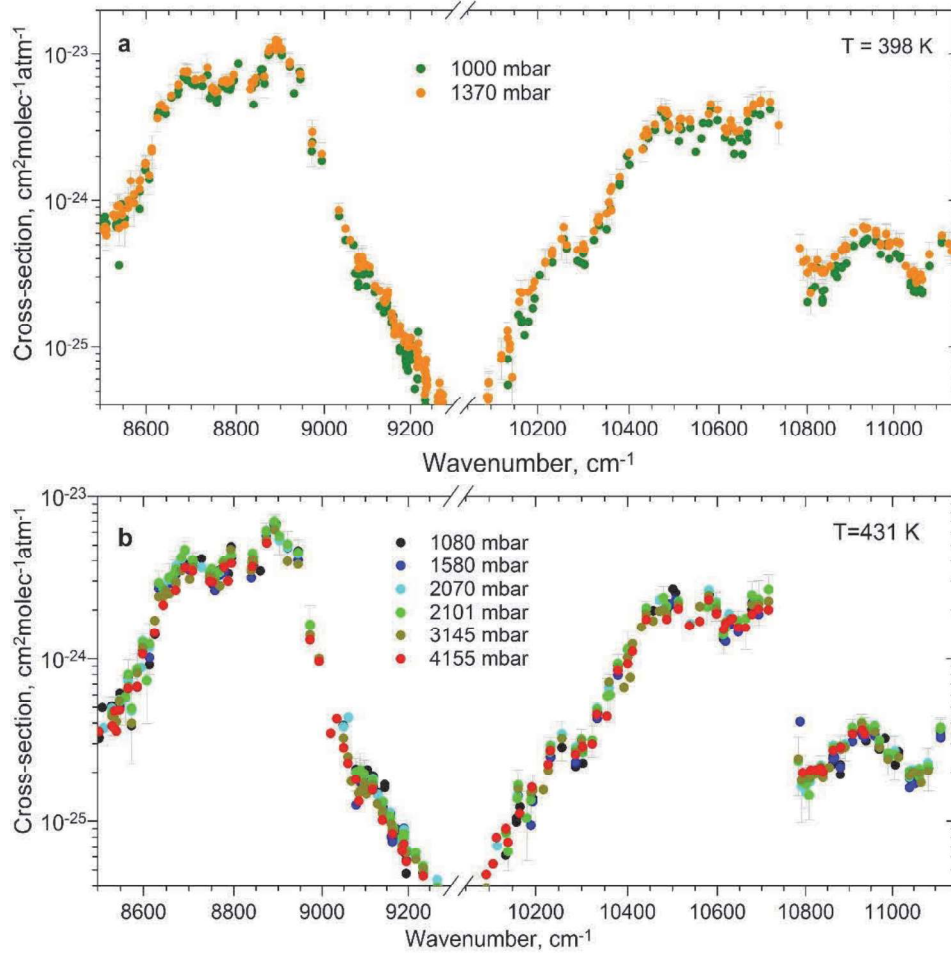 a
T = 398 K
1000 mbar
1370 mbar
Cross-section, cm²molec⁻¹atm⁻¹
10⁻²³
10⁻²⁴
10⁻²⁵
8600 8800 9000 9200 10200 10400 10600 10800 11000
Wavenumber, cm⁻¹
b
T=431 K
1080 mbar
1580 mbar
2070 mbar
2101 mbar
3145 mbar
4155 mbar
Cross-section, cm²molec⁻¹atm⁻¹
10⁻²³
10⁻²⁴
10⁻²⁵
8600 8800 9000 9200 10200 10400 10600 10800 11000
Wavenumber, cm⁻¹